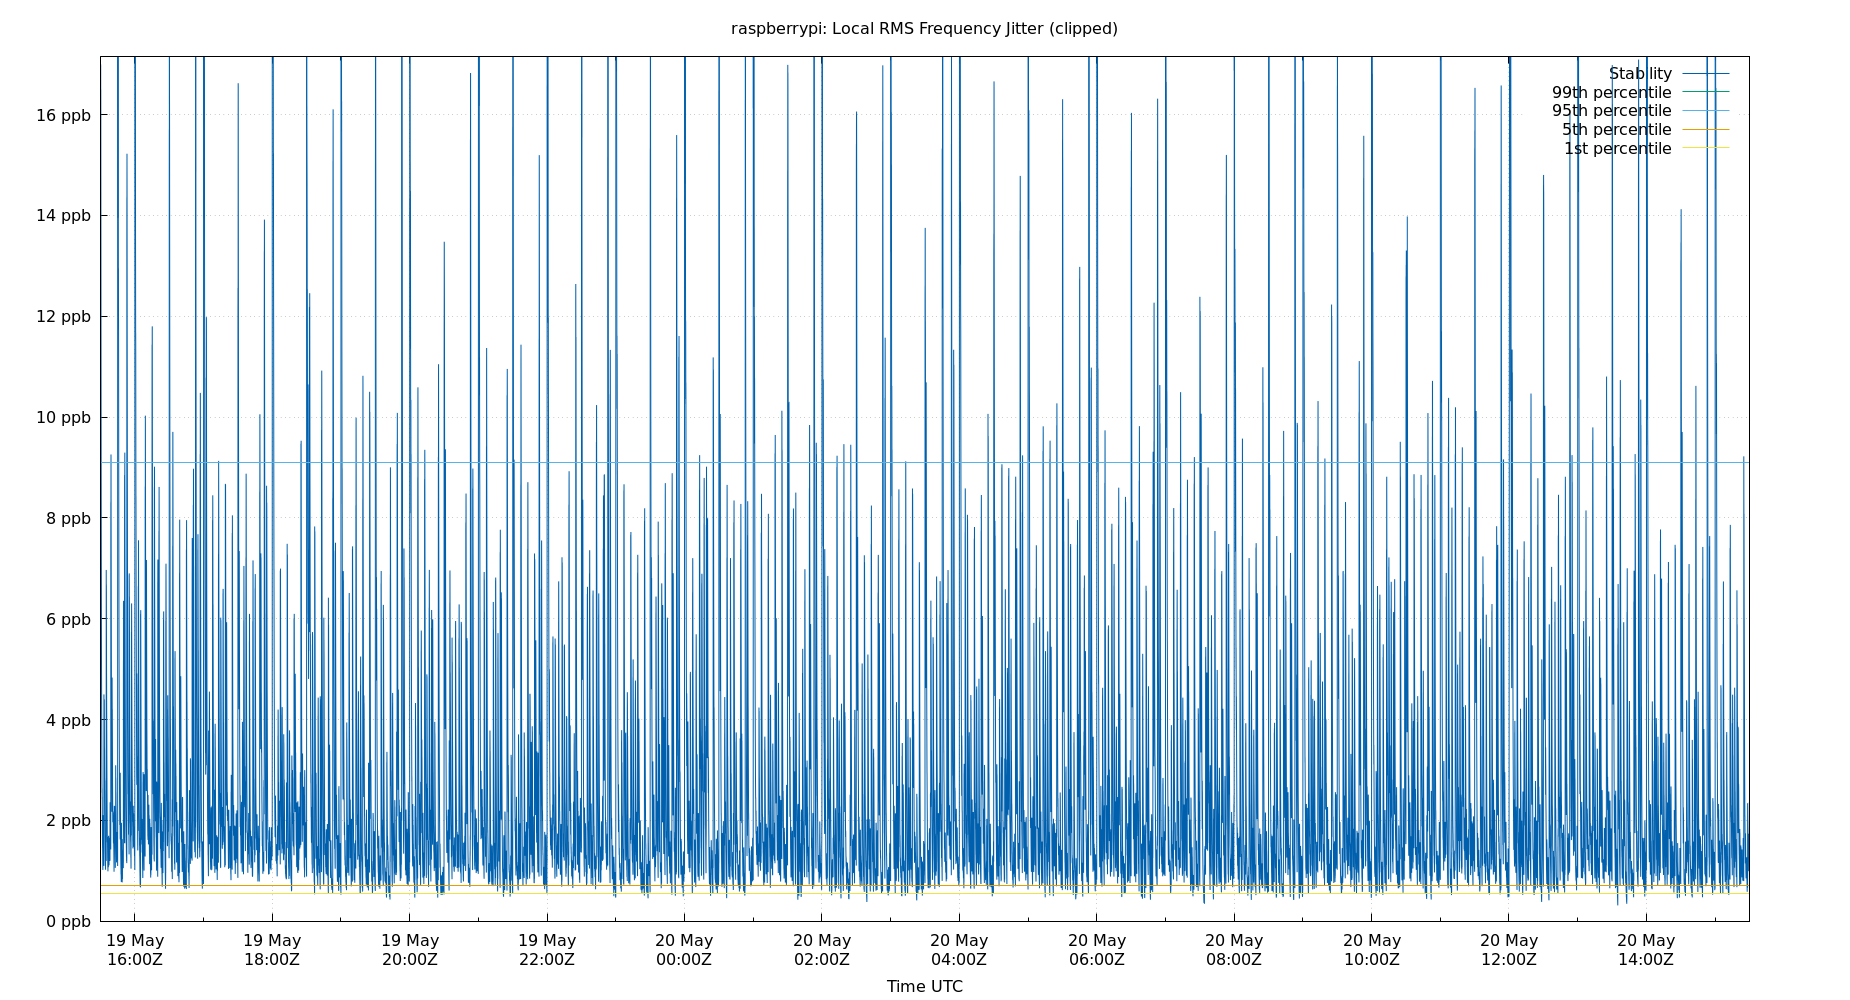 raspberrypi: Local RMS Frequency Jitter (clipped)
Stability
99th percentile
95th percentile
5th percentile
1st percentile
16 ppb
14 ppb
12 ppb
10 ppb
8 ppb
6 ppb
4 ppb
2 ppb
0 ppb
19 May 19 May 19 May 19 May 20 May 20 May 20 May 20 May 20 May 20 May 20 May 20 May
16:00Z 18:00Z 20:00Z 22:00Z 00:00Z 02:00Z 04:00Z 06:00Z 08:00Z 10:00Z 12:00Z 14:00Z
Time UTC